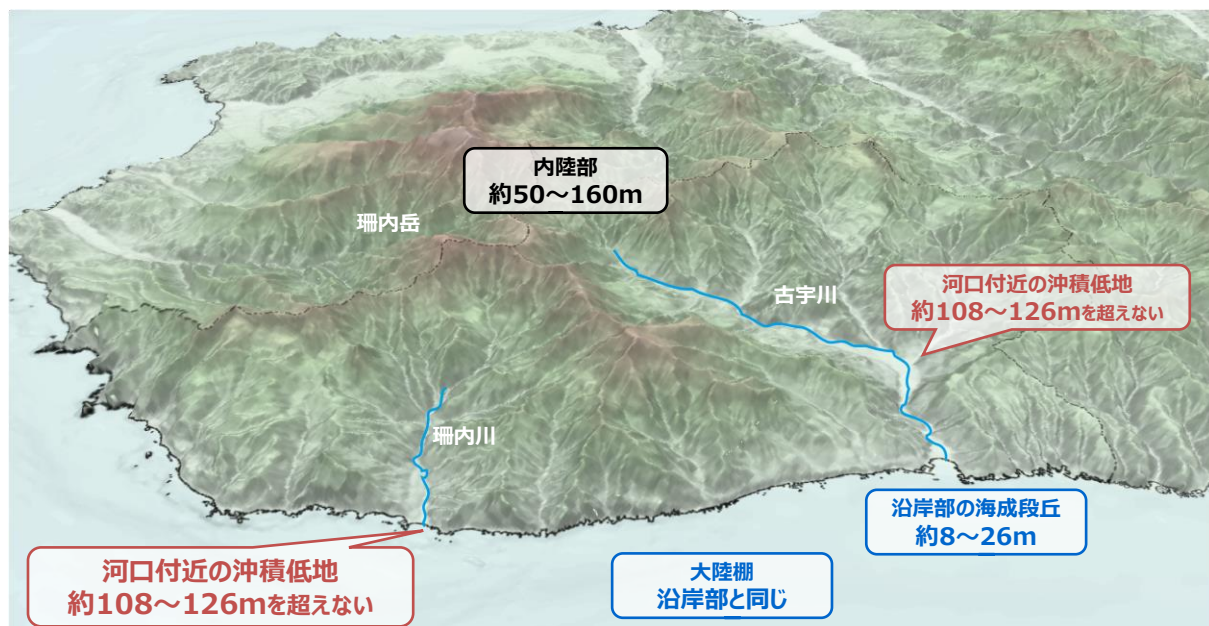 内陸部
約50～160m
珊内岳
古宇川
河口付近の沖積低地
約108～126mを超えない
珊内川
沿岸部の海成段丘
約8～26m
河口付近の沖積低地
約108～126mを超えない
大陸棚
沿岸部と同じ